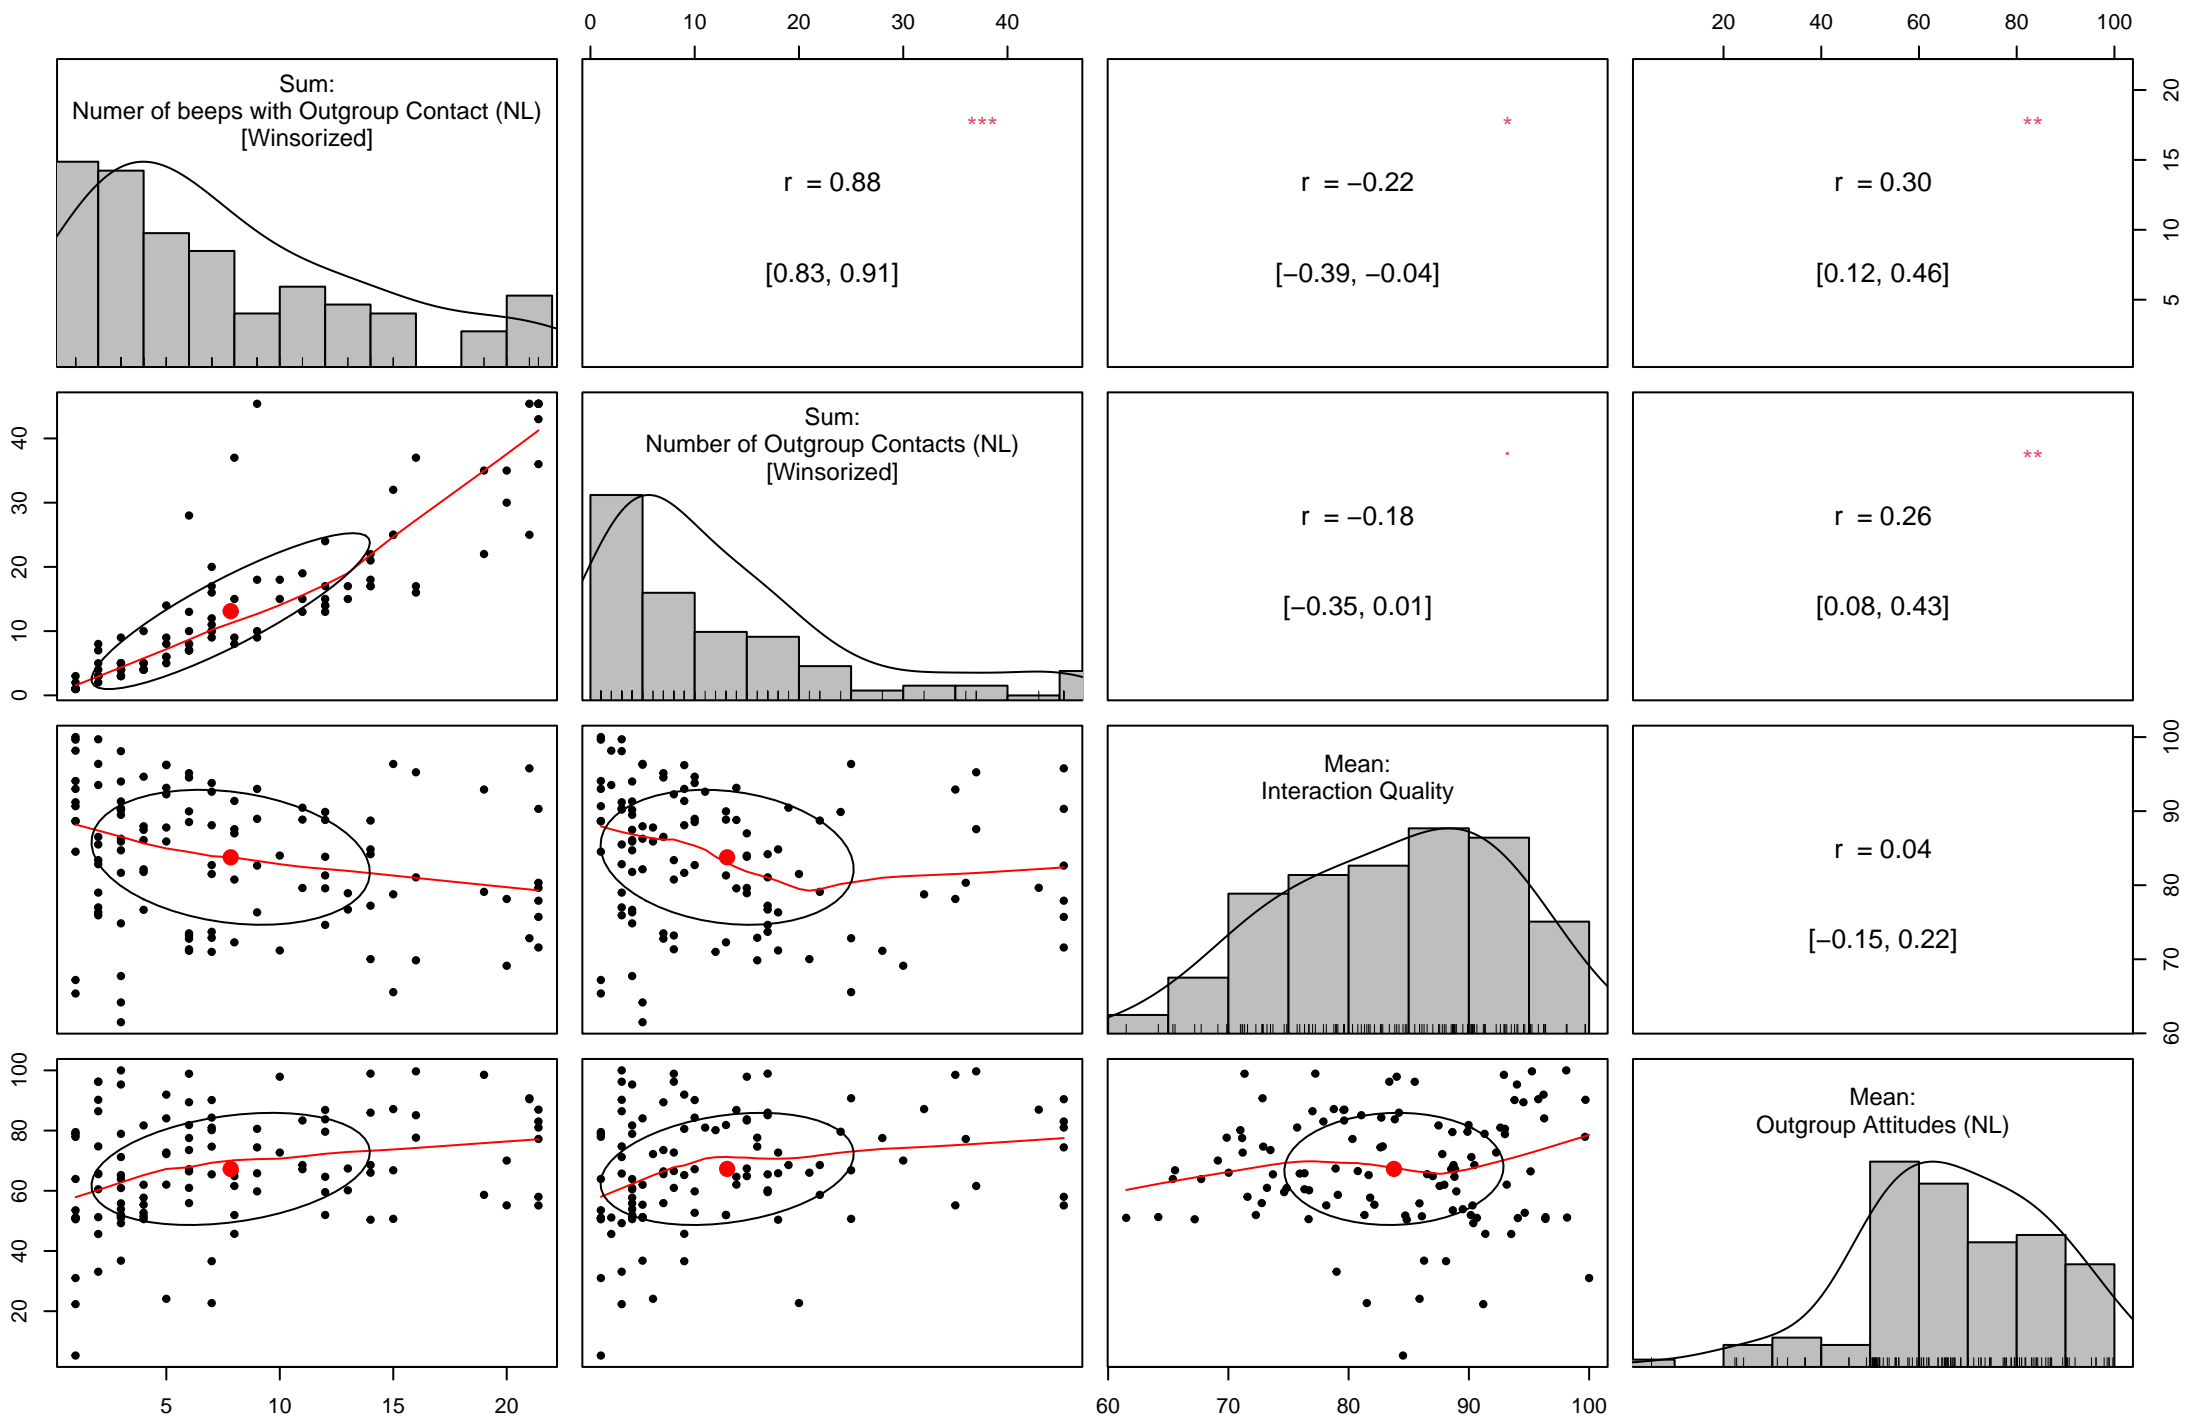 0 10 20 30 40
20 40 60 80 100
Sum:
Numer of beeps with Outgroup Contact (NL)
[Winsorized]
***
r = 0.88
[0.83, 0.91]
*
r = −0.22
[−0.39, −0.04]
**
r = 0.30
[0.12, 0.46]
5 10 15 20
0 10 20 30 40
Sum:
Number of Outgroup Contacts (NL)
[Winsorized]
.
r = −0.18
[−0.35, 0.01]
**
r = 0.26
[0.08, 0.43]
Mean:
Interaction Quality
r = 0.04
[−0.15, 0.22]
60 70 80 90 100
20 40 60 80 100
Mean:
Outgroup Attitudes (NL)
5 10 15 20
60 70 80 90 100